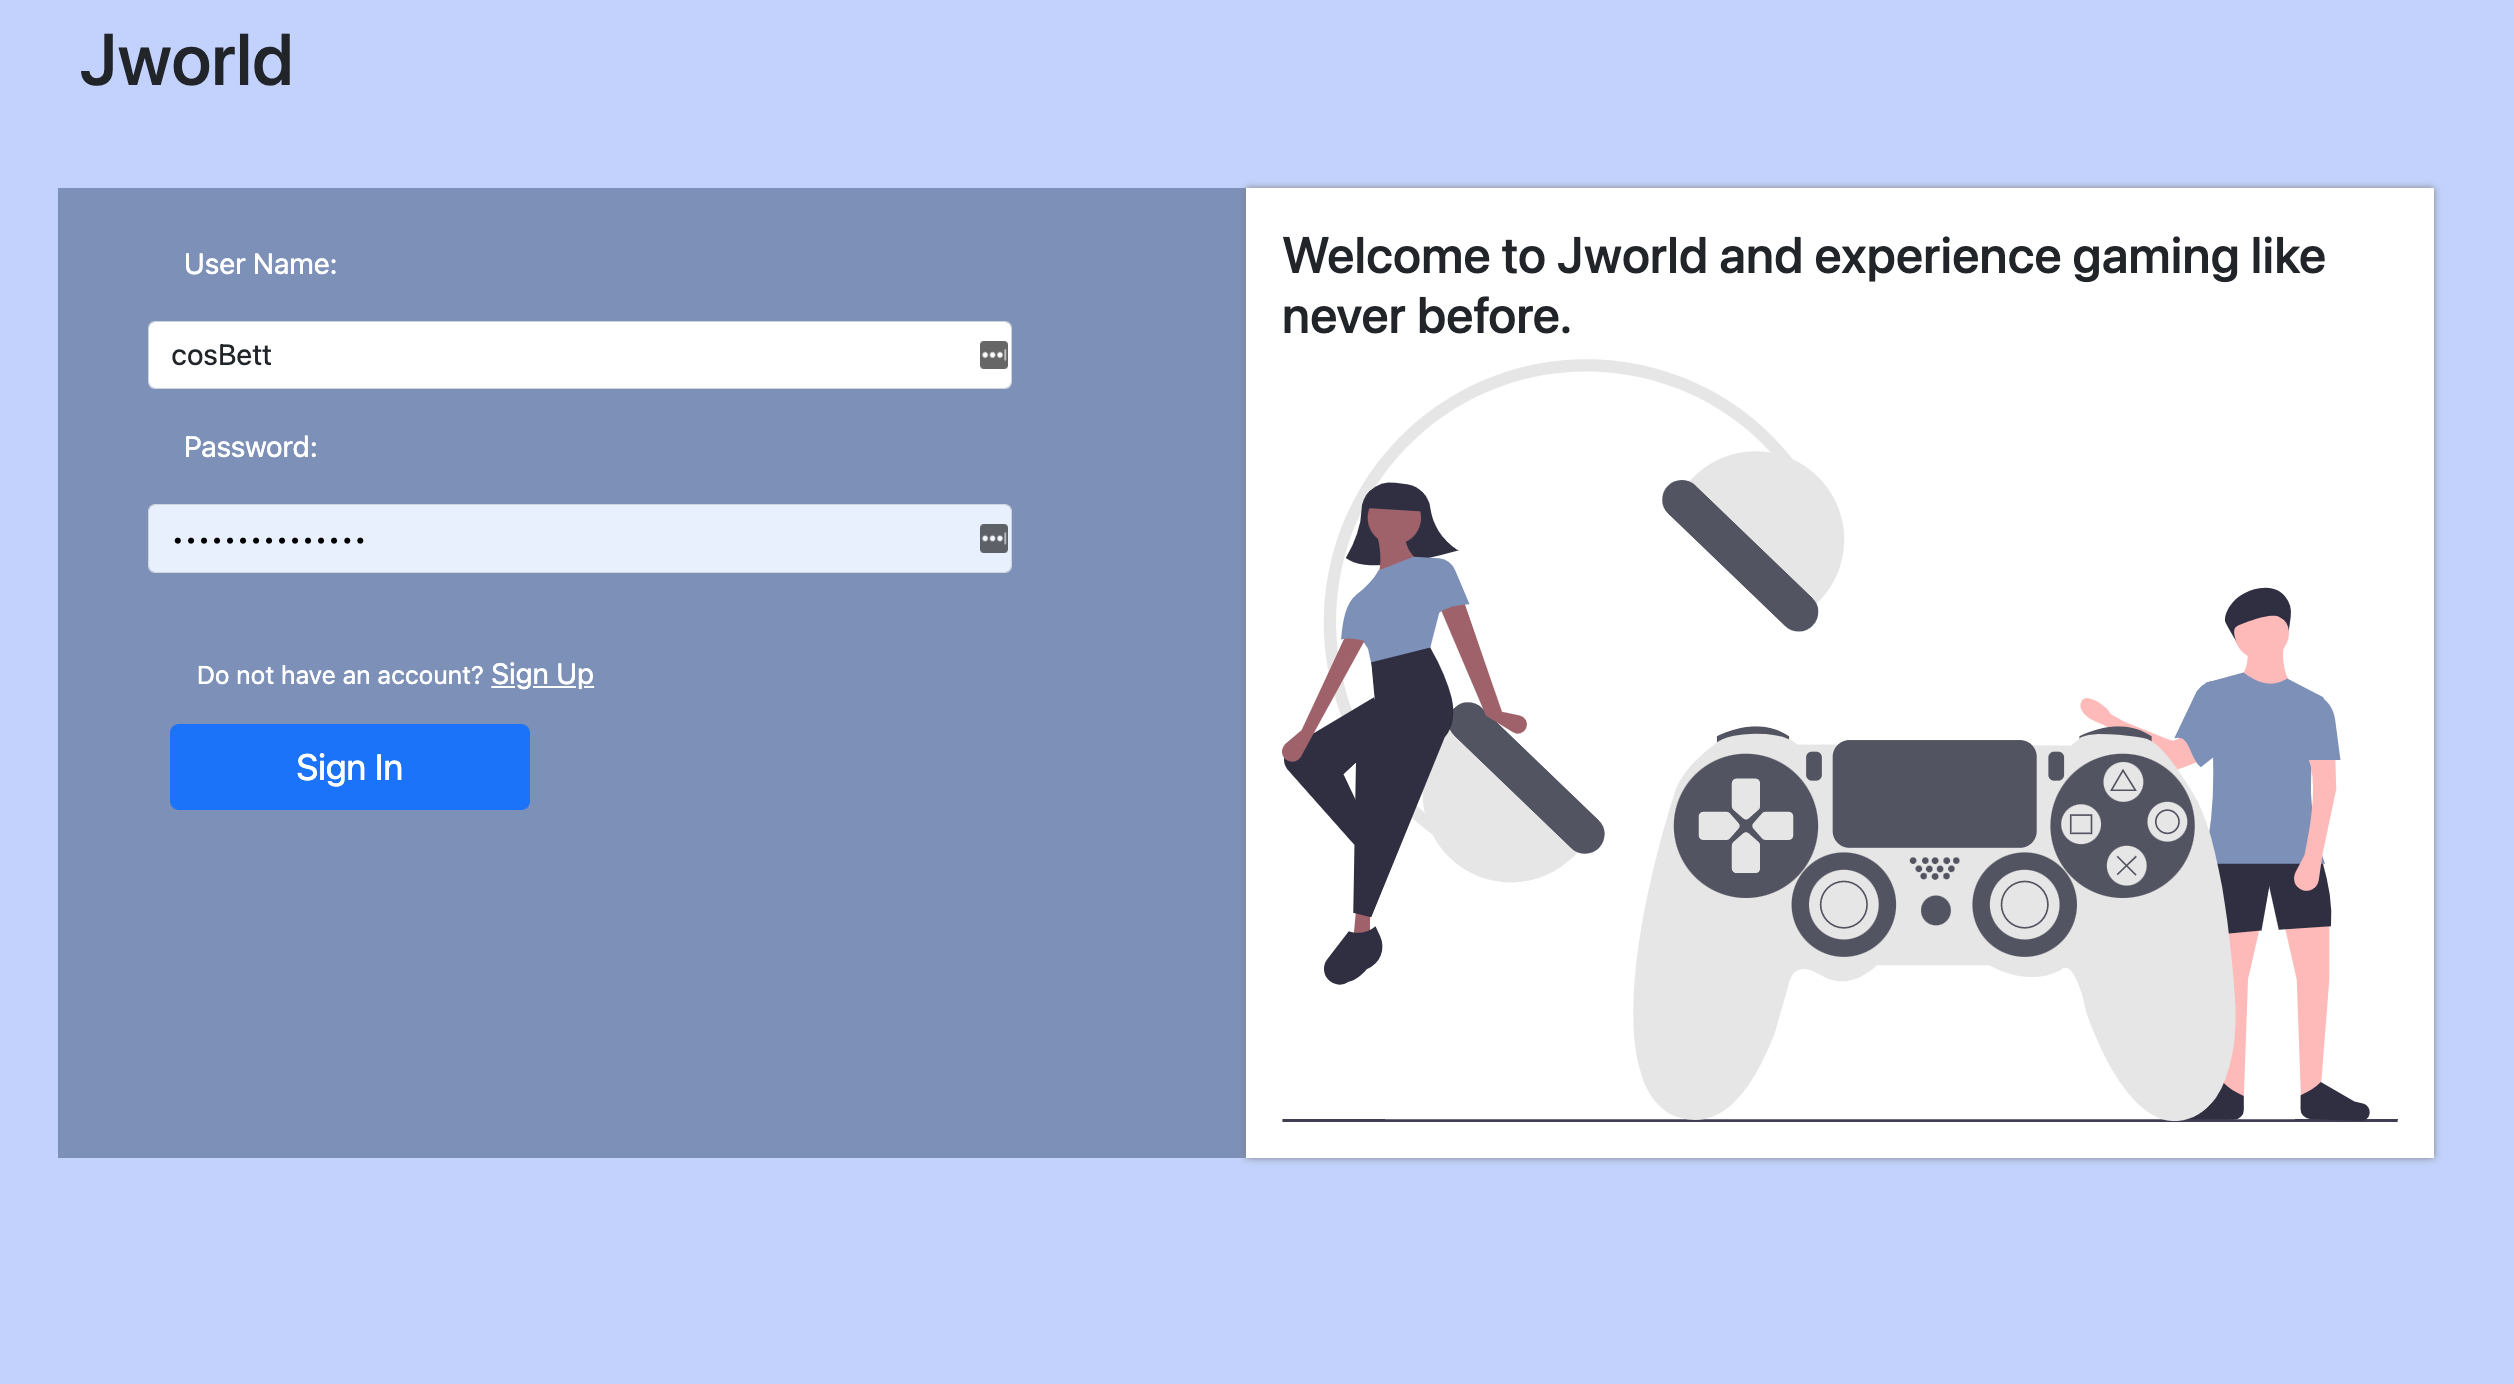 Jworld
User Name:
cosBett
Password:
•••••••••••••••
Do not have an account? Sign Up
Sign In
Welcome to Jworld and experience gaming like
never before.